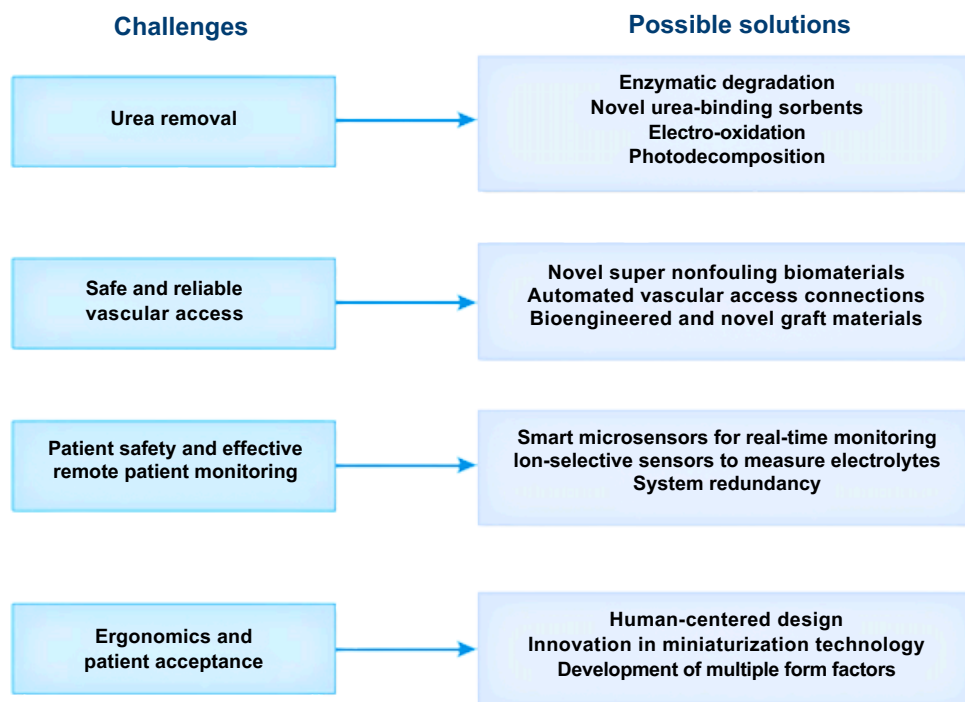 Challenges
Possible solutions
Urea removal
Enzymatic degradation
Novel urea-binding sorbents
Electro-oxidation
Photodecomposition
Safe and reliable
vascular access
Novel super nonfouling biomaterials
Automated vascular access connections
Bioengineered and novel graft materials
Patient safety and effective
remote patient monitoring
Smart microsensors for real-time monitoring
Ion-selective sensors to measure electrolytes
System redundancy
Ergonomics and
patient acceptance
Human-centered design
Innovation in miniaturization technology
Development of multiple form factors